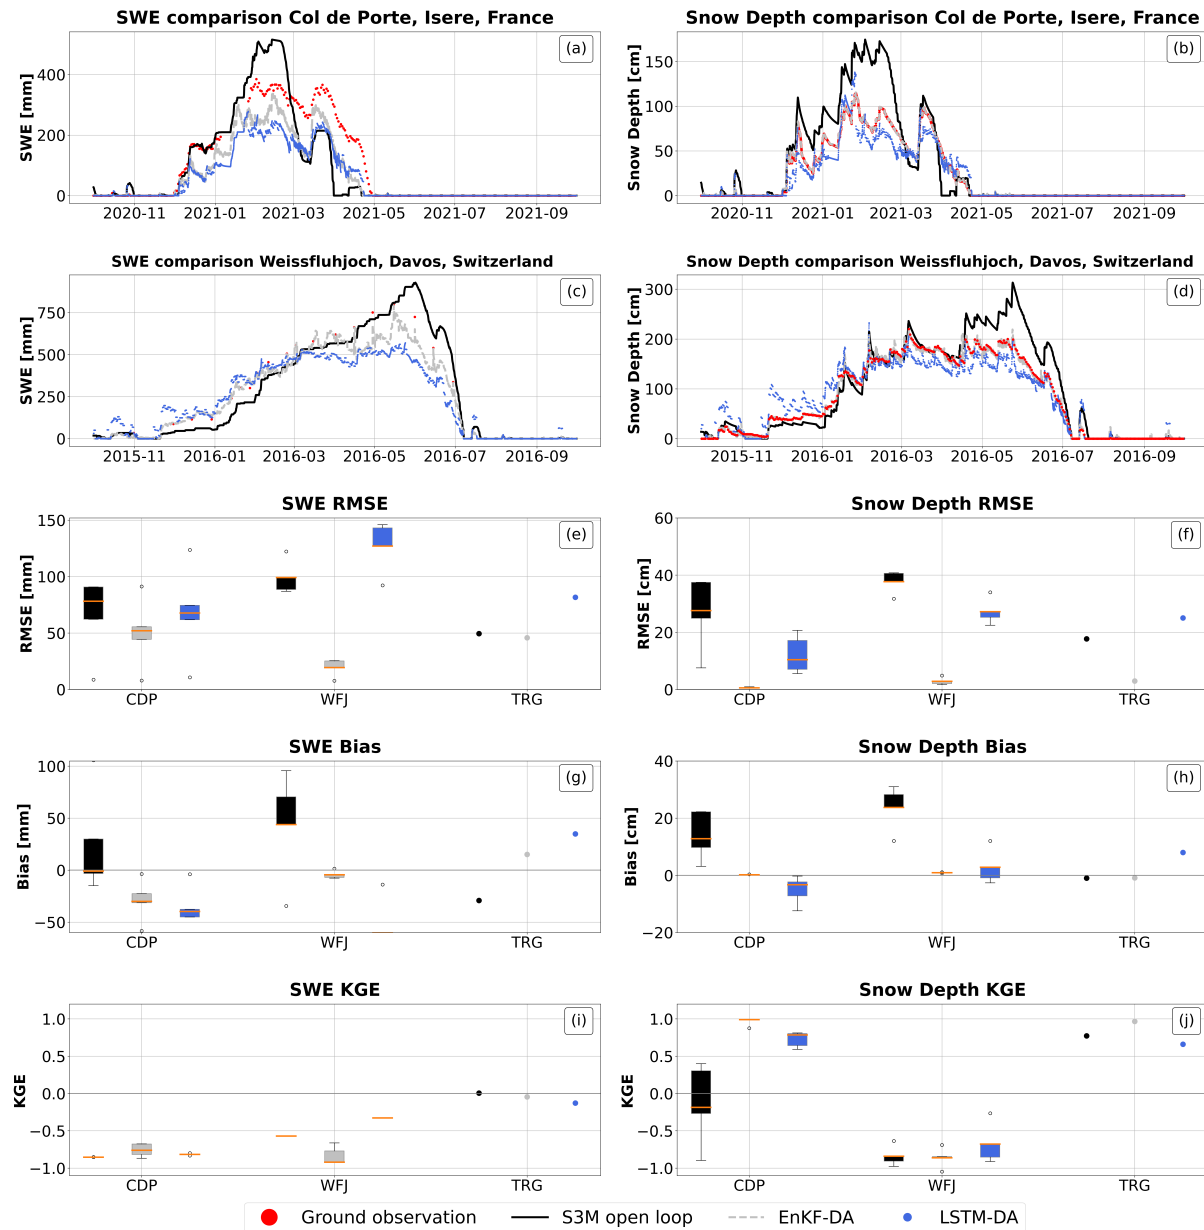 SWE comparison Col de Porte, Isere, France
(a)
SWE [mm]
400
200
0
2020-11 2021-01 2021-03 2021-05 2021-07 2021-09
Snow Depth comparison Col de Porte, Isere, France
(b)
Snow Depth [cm]
150
100
50
0
2020-11 2021-01 2021-03 2021-05 2021-07 2021-09
SWE comparison Weissfluhjoch, Davos, Switzerland
(c)
SWE [mm]
750
500
250
0
2015-11 2016-01 2016-03 2016-05 2016-07 2016-09
Snow Depth comparison Weissfluhjoch, Davos, Switzerland
(d)
Snow Depth [cm]
300
200
100
0
2015-11 2016-01 2016-03 2016-05 2016-07 2016-09
SWE RMSE
(e)
RMSE [mm]
150
100
50
0
CDP WFJ TRG
Snow Depth RMSE
(f)
RMSE [cm]
60
40
20
0
CDP WFJ TRG
SWE Bias
(g)
Bias [mm]
100
50
0
−50
CDP WFJ TRG
Snow Depth Bias
(h)
Bias [cm]
40
20
0
−20
CDP WFJ TRG
SWE KGE
(i)
KGE
1.0
0.5
0.0
−0.5
−1.0
CDP WFJ TRG
Snow Depth KGE
(j)
KGE
1.0
0.5
0.0
−0.5
−1.0
CDP WFJ TRG
Ground observation S3M open loop EnKF-DA LSTM-DA